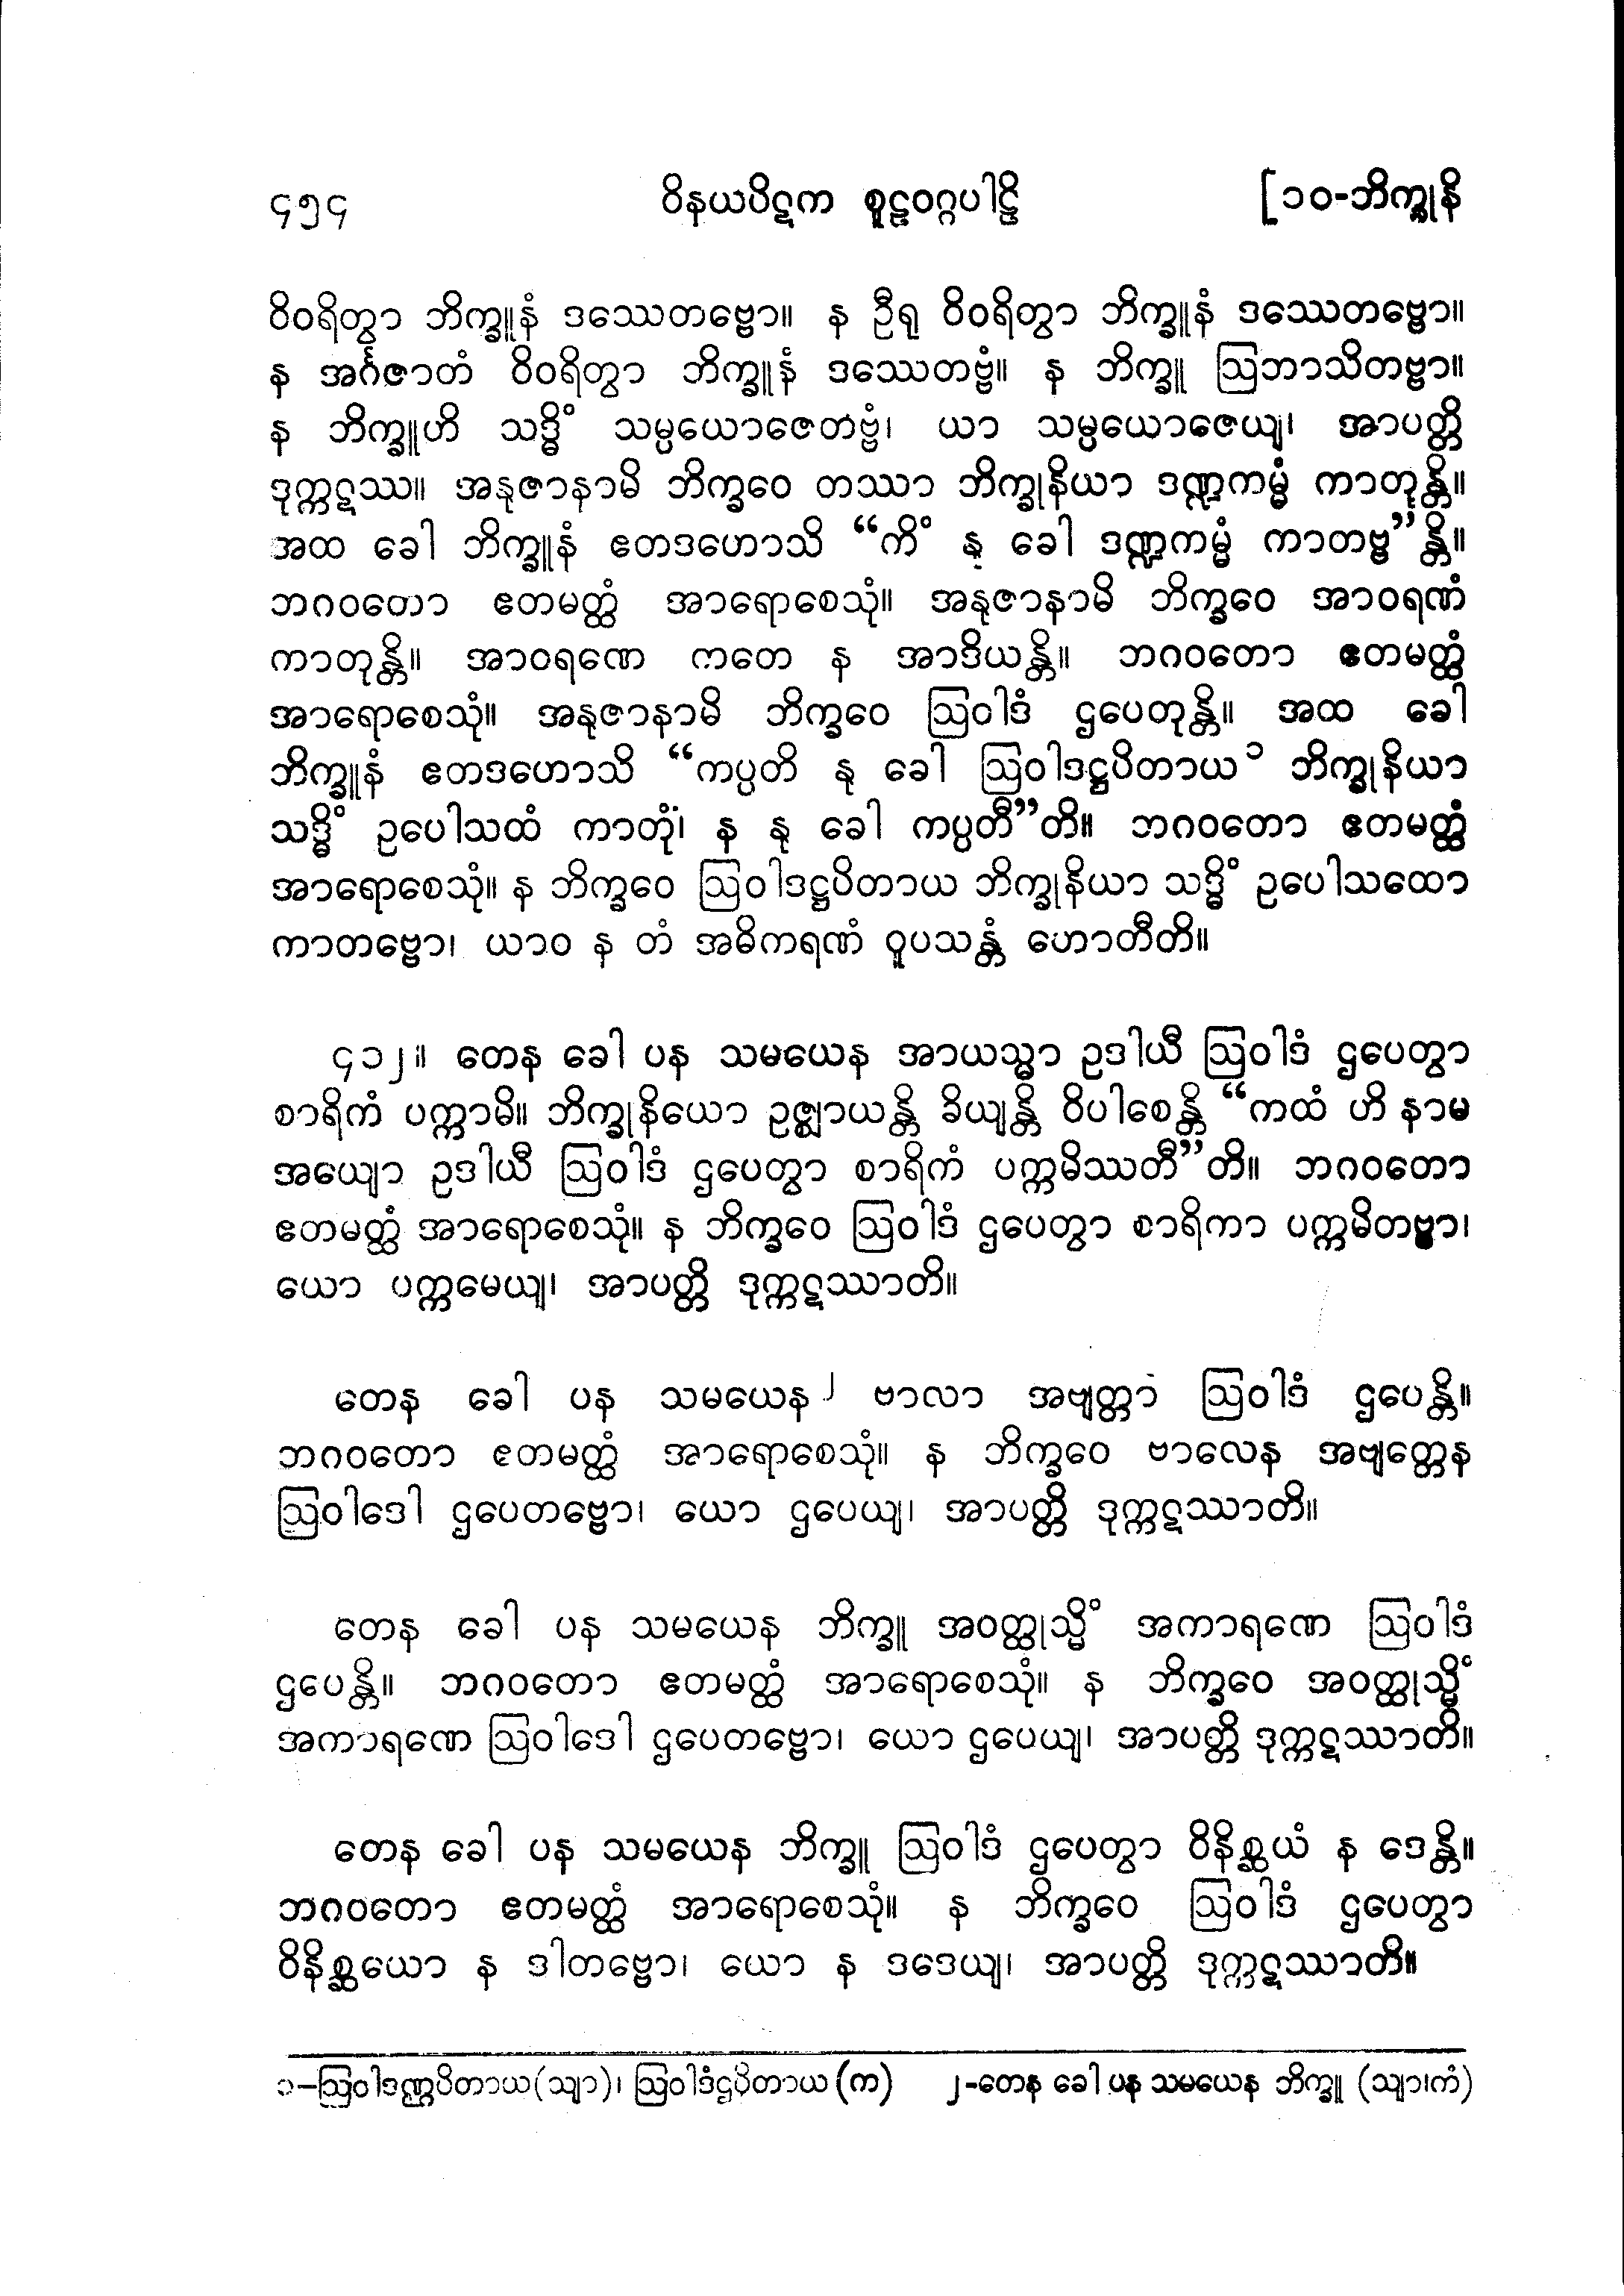 ၄၅၄ ဝိနယပိဋက စူဠဝဂ္ဂပါဠိ [၁၀-ဘိက္ခုနိ
ဝိဝရိတွာ ဘိက္ခူနံ ဒဿေတဗ္ဗော။ န ဦရု ဝိဝရိတွာ ဘိက္ခူနံ ဒဿေတဗ္ဗော။
န အင်္ဂဇာတံ ဝိဝရိတွာ ဘိက္ခူနံ ဒဿေတဗ္ဗံ။ န ဘိက္ခူ ဩဘာသိတဗ္ဗာ။
န ဘိက္ခူဟိ သဒ္ဓိံ သမ္ပယောဇေတဗ္ဗံ၊ ယာ သမ္ပယောဇေယျ၊ အာပတ္တိ
ဒုက္ကဋဿ။ အနုဇာနာမိ ဘိက္ခဝေ တဿာ ဘိက္ခုနိယာ ဒဏ္ဍကမ္မံ ကာတုန္တိ။
အထ ခေါ ဘိက္ခူနံ ဧတဒဟောသိ “ကိံ နု ခေါ ဒဏ္ဍကမ္မံ ကာတဗ္ဗ”န္တိ။
ဘဂဝတော ဧတမတ္ထံ အာရောစေသုံ။ အနုဇာနာမိ ဘိက္ခဝေ အာဝရဏံ
ကာတုန္တိ။ အာဝရဏေ ကတေ န အာဒိယန္တိ။ ဘဂဝတော ဧတမတ္ထံ
အာရောစေသုံ။ အနုဇာနာမိ ဘိက္ခဝေ ဩဝါဒံ ဌပေတုန္တိ။ အထ ခေါ
ဘိက္ခူနံ ဧတဒဟောသိ “ကပ္ပတိ နု ခေါ ဩဝါဒဋ္ဌပိတာယ ၁ ဘိက္ခုနိယာ
သဒ္ဓိံ ဥပေါသထံ ကာတုံ၊ န နု ခေါ ကပ္ပတီ”တိ။ ဘဂဝတော ဧတမတ္ထံ
အာရောစေသုံ။ န ဘိက္ခဝေ ဩဝါဒဋ္ဌပိတာယ ဘိက္ခုနိယာ သဒ္ဓိံ ဥပေါသထော
ကာတဗ္ဗော၊ ယာဝ န တံ အဓိကရဏံ ဝူပသန္တံ ဟောတီတိ။
၄၁၂။ တေန ခေါ ပန သမယေန အာယသ္မာ ဥဒါယီ ဩဝါဒံ ဌပေတွာ
စာရိကံ ပက္ကာမိ။ ဘိက္ခုနိယော ဥဇ္ဈာယန္တိ ခိယျန္တိ ဝိပါစေန္တိ “ကထံ ဟိ နာမ
အယျော ဥဒါယီ ဩဝါဒံ ဌပေတွာ စာရိကံ ပက္ကမိဿတီ”တိ။ ဘဂဝတော
ဧတမတ္ထံ အာရောစေသုံ။ န ဘိက္ခဝေ ဩဝါဒံ ဌပေတွာ စာရိကာ ပက္ကမိတဗ္ဗာ၊
ယော ပက္ကမေယျ၊ အာပတ္တိ ဒုက္ကဋဿာတိ။
တေန ခေါ ပန သမယေန ၂ ဗာလာ အဗျတ္တာ ဩဝါဒံ ဌပေန္တိ။
ဘဂဝတော ဧတမတ္ထံ အာရောစေသုံ။ န ဘိက္ခဝေ ဗာလေန အဗျတ္တေန
ဩဝါဒေါ ဌပေတဗ္ဗော၊ ယော ဌပေယျ၊ အာပတ္တိ ဒုက္ကဋဿာတိ။
တေန ခေါ ပန သမယေန ဘိက္ခူ အဝတ္ထုသ္မိံ အကာရဏေ ဩဝါဒံ
ဌပေန္တိ။ ဘဂဝတော ဧတမတ္ထံ အာရောစေသုံ။ န ဘိက္ခဝေ အဝတ္ထုသ္မိံ
အကာရဏေ ဩဝါဒေါ ဌပေတဗ္ဗော၊ ယော ဌပေယျ၊ အာပတ္တိ ဒုက္ကဋဿာတိ။
တေန ခေါ ပန သမယေန ဘိက္ခူ ဩဝါဒံ ဌပေတွာ ဝိနိစ္ဆယံ န ဒေန္တိ။
ဘဂဝတော ဧတမတ္ထံ အာရောစေသုံ။ န ဘိက္ခဝေ ဩဝါဒံ ဌပေတွာ
ဝိနိစ္ဆယော န ဒါတဗ္ဗော၊ ယော န ဒဒေယျ၊ အာပတ္တိ ဒုက္ကဋဿာတိ။
၁–ဩဝါဒဏ္ဌပိတာယ(သျာ)၊ ဩဝါဒံဌပိတာယ(က) ၂-တေန ခေါ ပန သမယေန ဘိက္ခူ (သျာ၊ကံ)